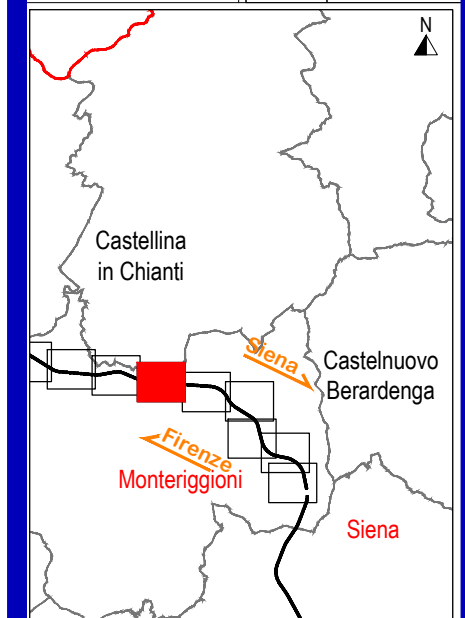 N
Castellina
in Chianti
Siena
Castelnuovo
Berardenga
Firenze
Monteriggioni
Siena